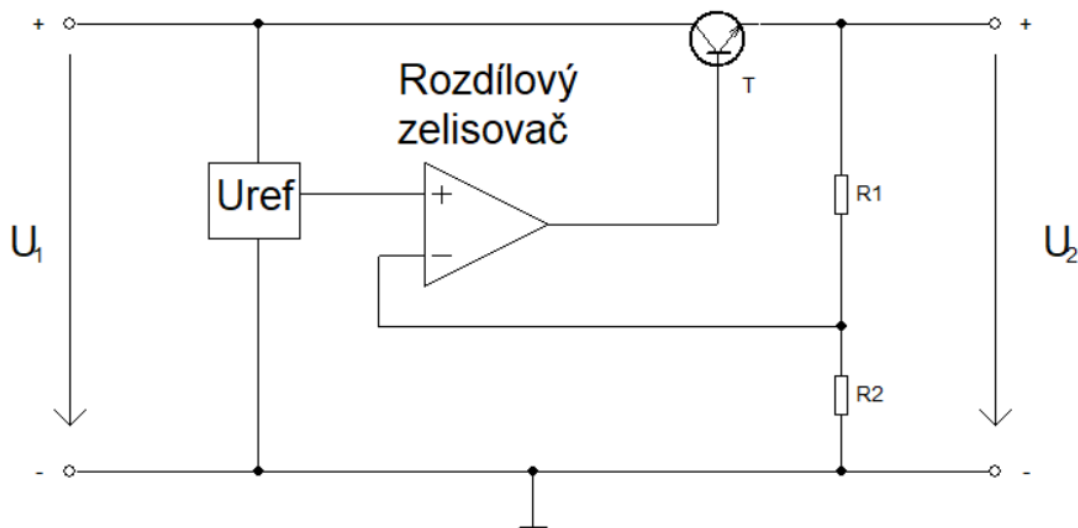 +
+
T
Rozdílový
zelisovač
Uref
+
R1
U1
U2
−
R2
-
-